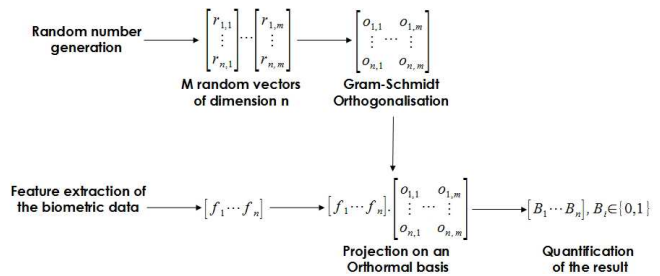 Random number
generation
[r1,1 ⋮ rn,1] ⋯ [r1,m ⋮ rn,m]
M random vectors
of dimension n
[o1,1 o1,m ⋮ ⋯ ⋮ on,1 on,m]
Gram-Schmidt
Orthogonalisation
Feature extraction of
the biometric data
[f1⋯fn]
[f1⋯fn].[o1,1 o1,m ⋮ ⋯ ⋮ on,1 on,m]
Projection on an
Orthormal basis
[B1⋯Bn], Bi∈{0,1}
Quantification
of the result